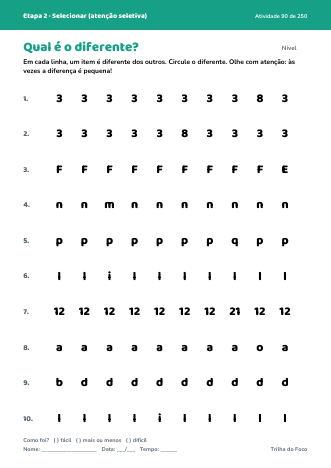 Etapa 2 · Selecionar (atenção seletiva) Atividade 90 de 250
Qual é o diferente? Nível
Em cada linha, um item é diferente dos outros. Circule o diferente. Olhe com atenção: às
vezes a diferença é pequena!
1. 3 3 3 3 3 3 3 3 8 3
2. 3 3 3 3 3 8 3 3 3 3
3. F F F F F F F F F E
4. n n m n n n n n n n
5. p p p p p p p q p p
6.
7. 12 12 12 12 12 12 12 21 12 12
8. a a a a a a a a o a
9. b d d d d d d d d d
10.
Como foi? ( ) fácil ( ) mais ou menos ( ) difícil
Nome: ____________________ Data: ___/___ Tempo: ______ Trilha do Foco